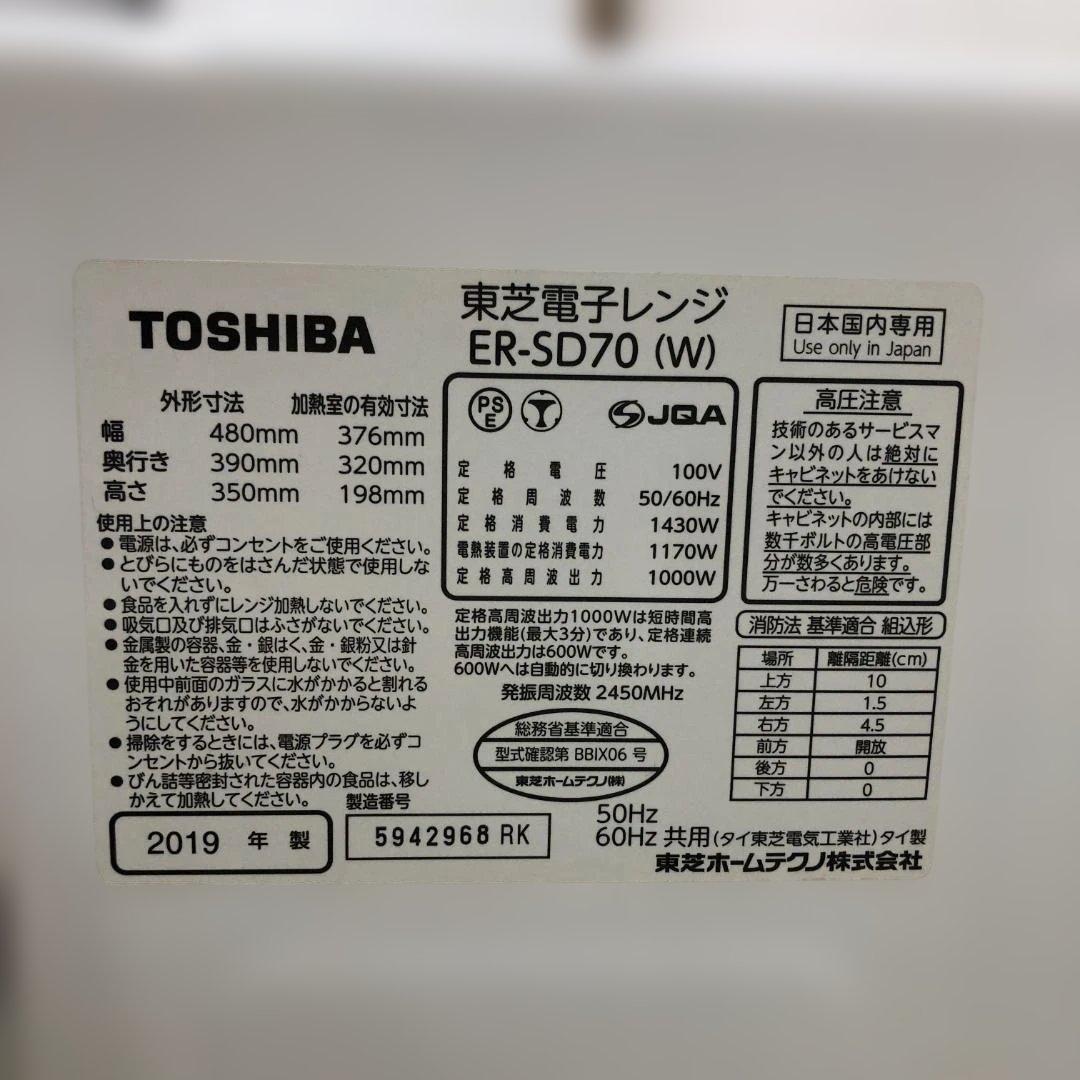 TOSHIBA
東芝電子レンジ
ER-SD70 (W)
日本国内専用
Use only in Japan
外形寸法 加熱室の有効寸法
幅 480mm 376mm
奥行き 390mm 320mm
高さ 350mm 198mm
使用上の注意
●電源は、必ずコンセントをご使用ください。
●とびらにものをはさんだ状態で使用しな
いでください。
●食品を入れずにレンジ加熱しないでください。
●吸気口及び排気口はふさがないでください。
●金属製の容器、金・銀はく、金・銀粉又は針
金を用いた容器等を使用しないでください。
●使用中前面のガラスに水がかかると割れる
おそれがありますので、水がかからないよ
うにしてください。
●掃除をするときには、電源プラグを必ずコ
ンセントから抜いてください。
●びん詰等密封された容器内の食品は、移し
かえて加熱してください。
2019 年 製
製造番号
5942968 RK
PS
E
JQA
定格電圧 100V
定格周波数 50/60Hz
定格消費電力 1430W
電熱装置の定格消費電力 1170W
定格高周波出力 1000W
定格高周波出力1000Wは短時間高
出力機能(最大3分)であり、定格連続
高周波出力は600Wです。
600Wへは自動的に切り換わります。
発振周波数 2450MHz
総務省基準適合
型式確認第 BBIX06 号
東芝ホームテクノ(株)
高圧注意
技術のあるサービスマ
ン以外の人は絶対に
キャビネットをあけない
でください。
キャビネットの内部には
数千ボルトの高電圧部
分が数多くあります。
万一さわると危険です。
消防法 基準適合 組込形
場所 離隔距離(cm)
上方 10
左方 1.5
右方 4.5
前方 開放
後方 0
下方 0
50Hz
60Hz 共用 (タイ東芝電気工業社)タイ製
東芝ホームテクノ株式会社